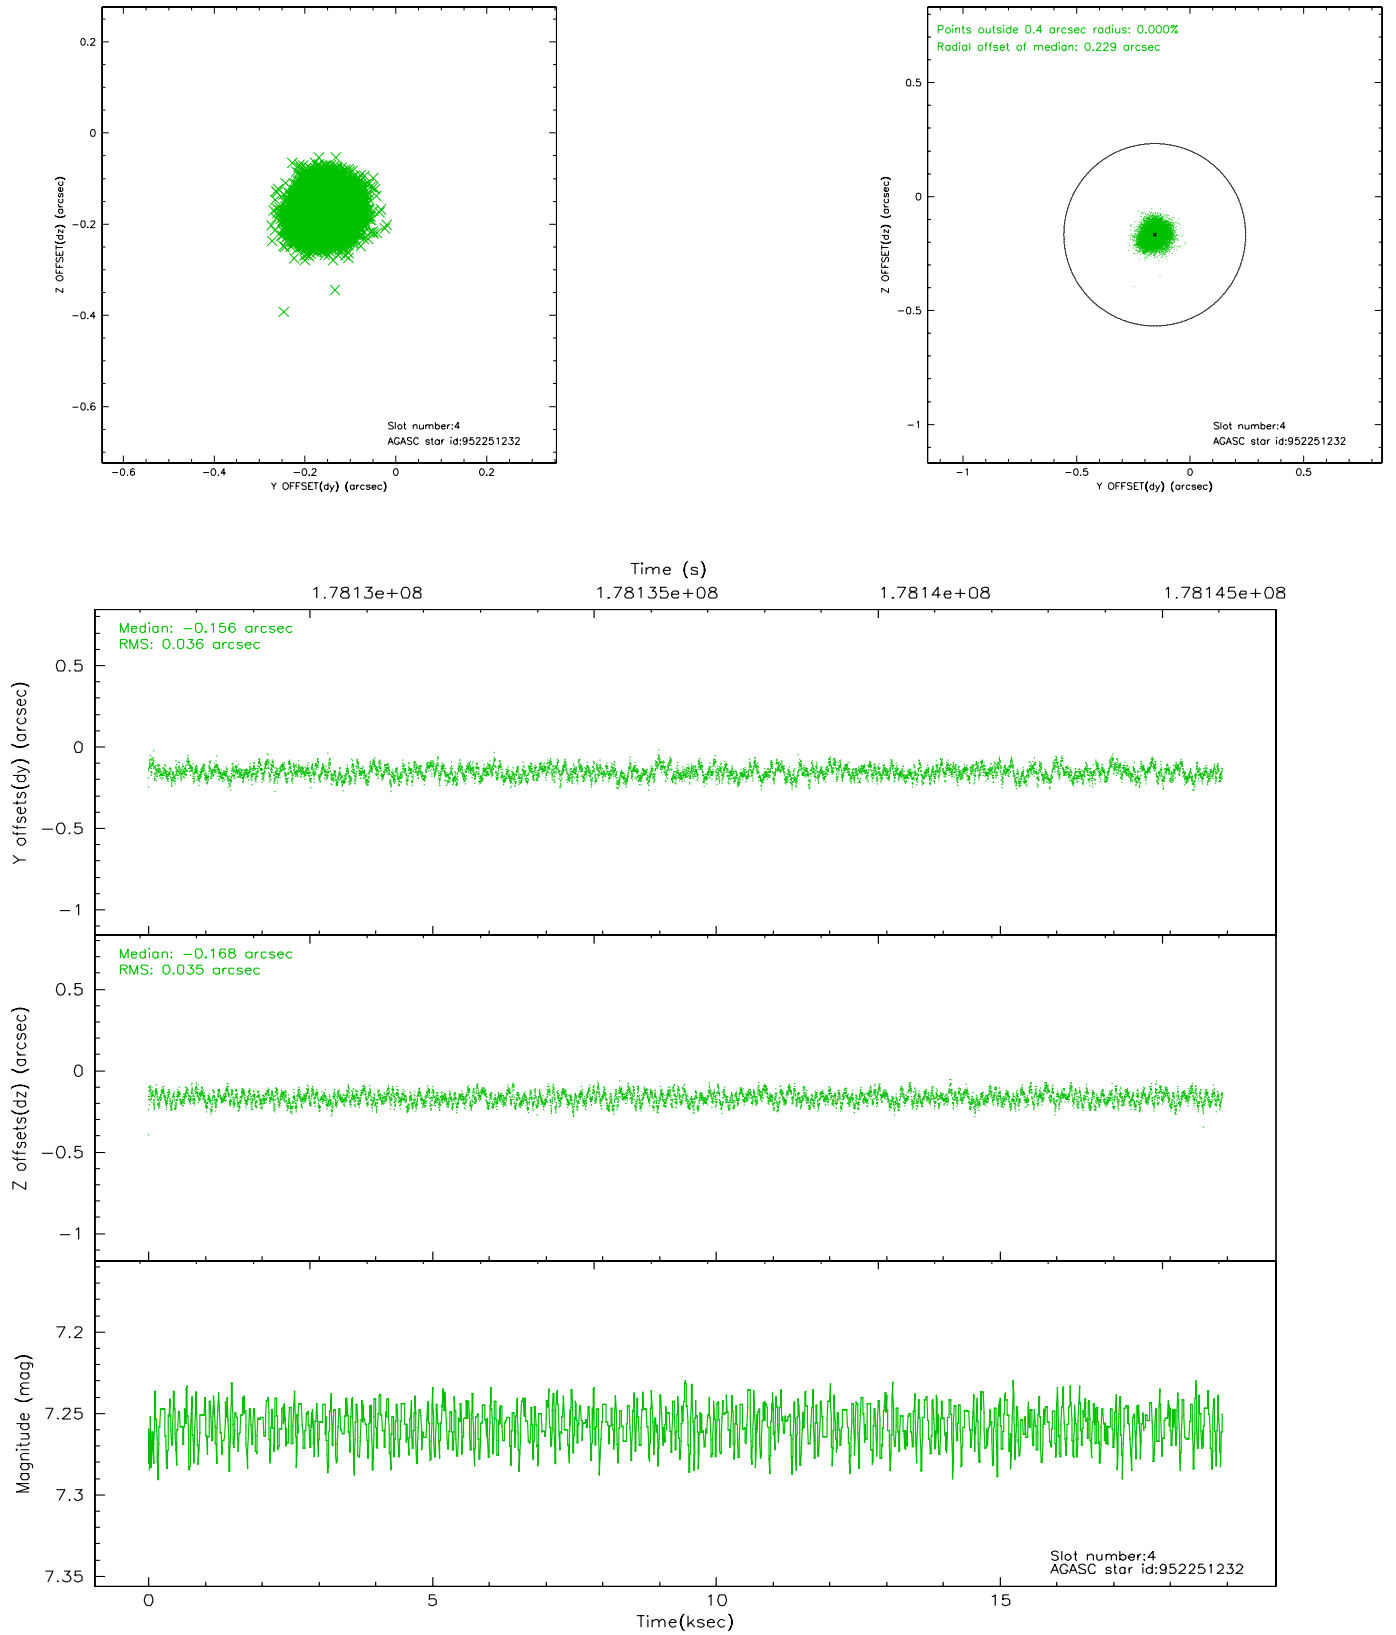 0.2
0
−0.2
−0.4
−0.6
Z OFFSET(dz) (arcsec)
Slot number:4
AGASC star id:952251232
−0.6
−0.4
−0.2
0
0.2
Y OFFSET(dy) (arcsec)
Points outside 0.4 arcsec radius: 0.000%
Radial offset of median: 0.229 arcsec
0.5
0
−0.5
−1
Z OFFSET(dz) (arcsec)
Slot number:4
AGASC star id:952251232
−1
−0.5
0
0.5
Y OFFSET(dy) (arcsec)
Time (s)
1.7813e+08
1.78135e+08
1.7814e+08
1.78145e+08
Median: −0.156 arcsec
RMS: 0.036 arcsec
0.5
0
−0.5
−1
Y offsets(dy) (arcsec)
Median: −0.168 arcsec
RMS: 0.035 arcsec
0.5
0
−0.5
−1
Z offsets(dz) (arcsec)
7.2
7.25
7.3
7.35
Magnitude (mag)
Slot number:4
AGASC star id:952251232
0
5
10
15
Time(ksec)